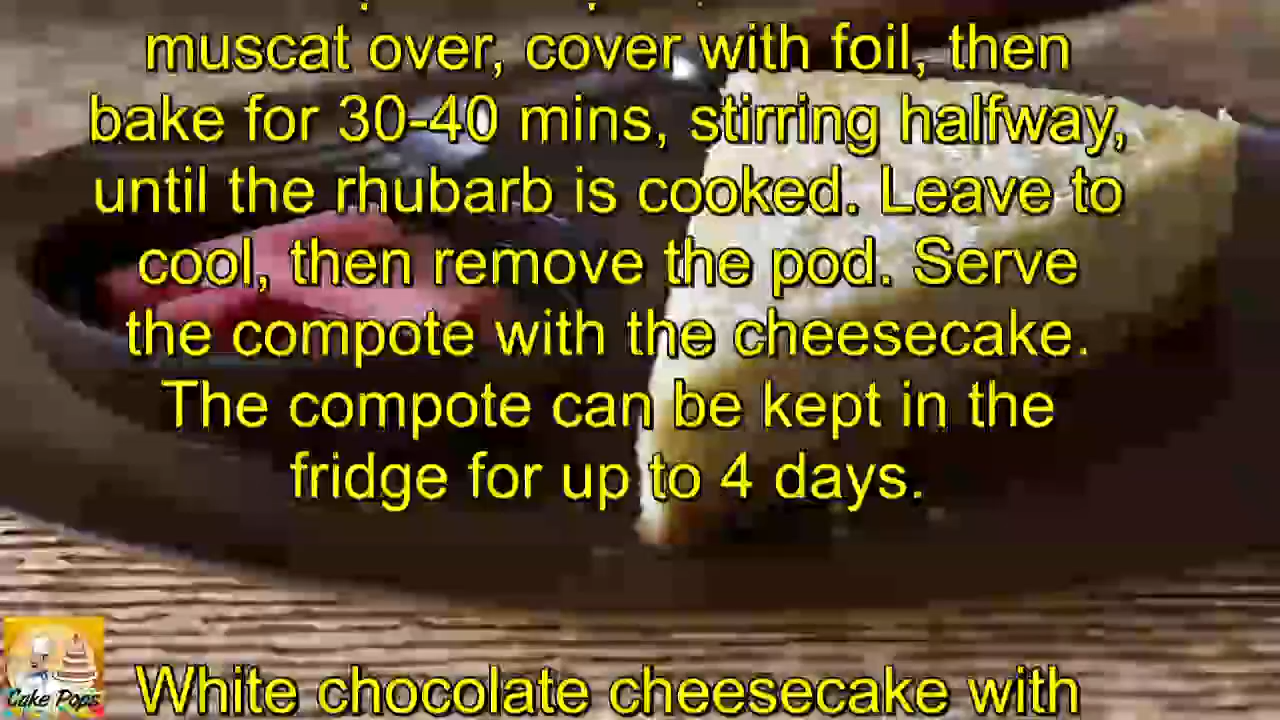 muscat over, cover with foil, then
bake for 30-40 mins, stirring halfway,
until the rhubarb is cooked. Leave to
cool, then remove the pod. Serve
the compote with the cheesecake.
The compote can be kept in the
fridge for up to 4 days.
White chocolate cheesecake with
Cake Pops